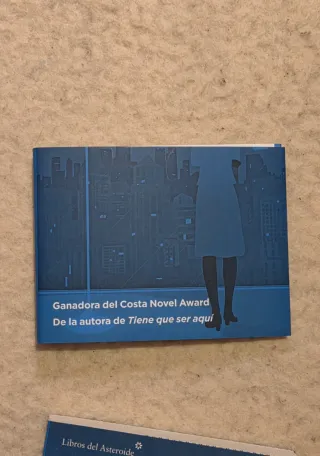 Ganadora del Costa Novel Award
De la autora de Tiene que ser aquí
Libros del Asteroide